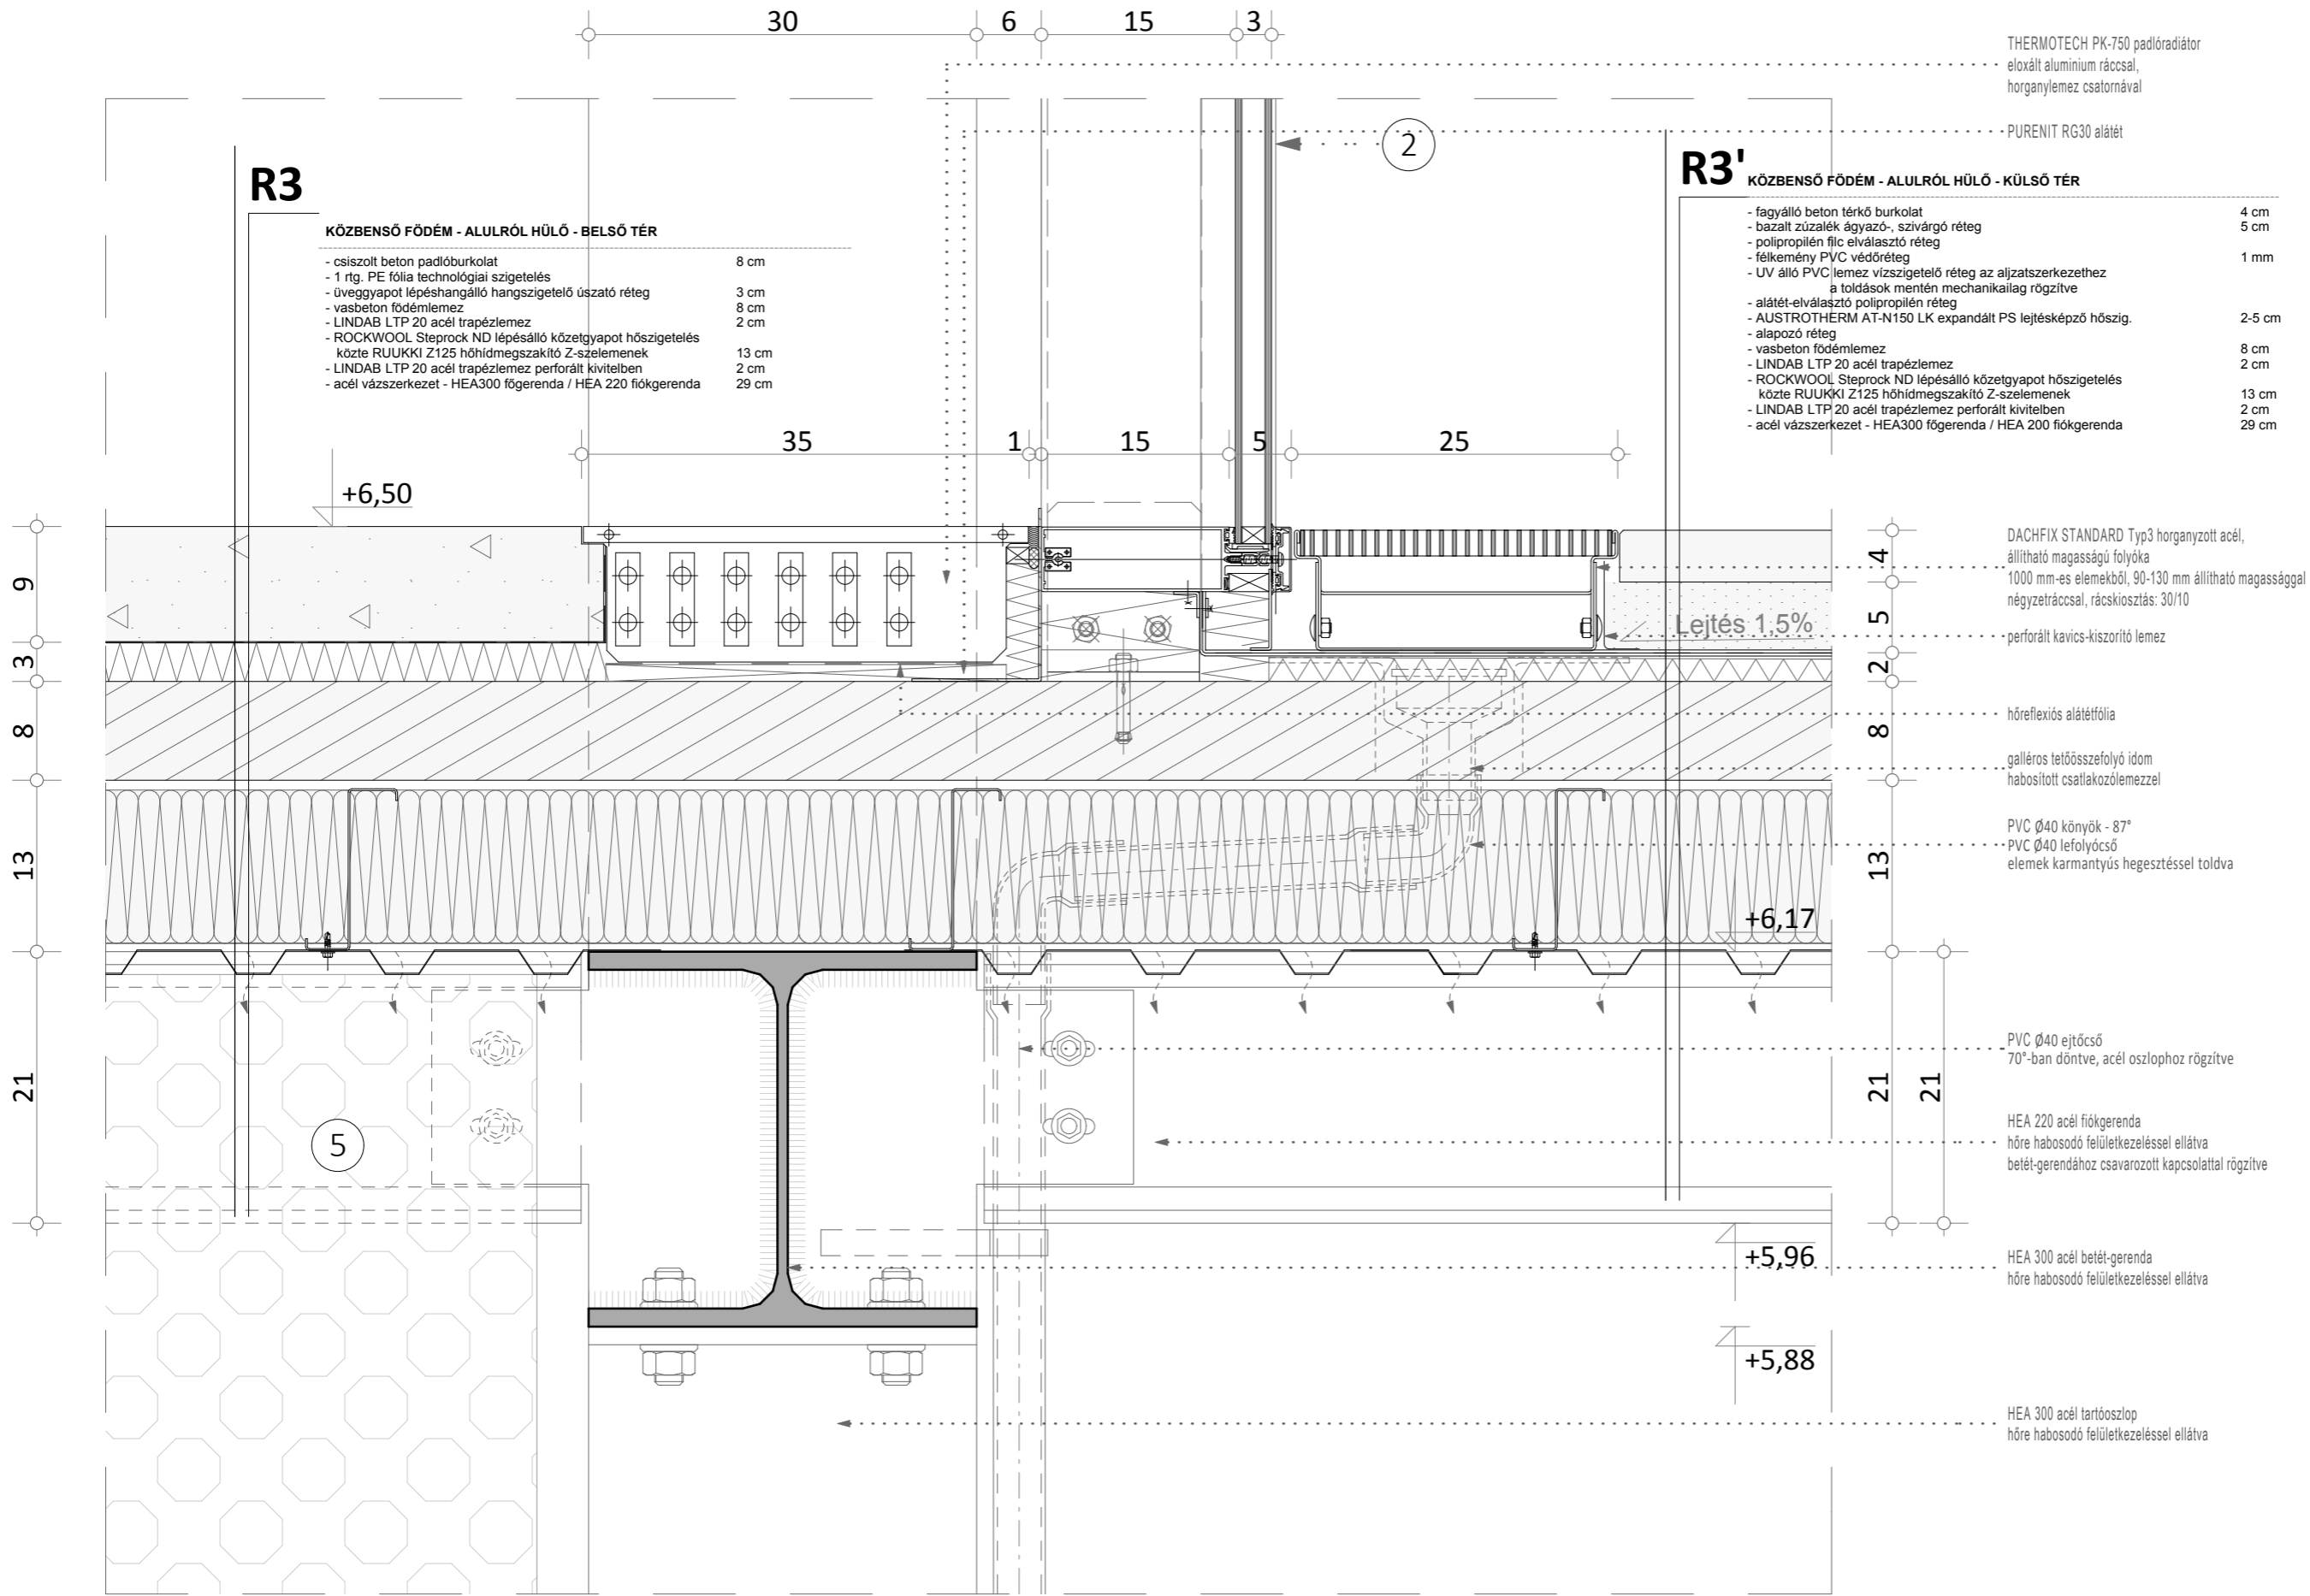 30 6 15 3
THERMOTECH PK-750 padlóradiátor
eloxált aluminium ráccsal,
horganylemez csatornával
PURENIT RG30 alátét
2
R3
KÖZBENSŐ FÖDÉM - ALULRÓL HÜLŐ - BELSŐ TÉR
- csiszolt beton padlóburkolat 8 cm
- 1 rtg. PE fólia technológiai szigetelés
- üveggyapot lépéshangálló hangszigetelő úszató réteg 3 cm
- vasbeton födémlemez 8 cm
- LINDAB LTP 20 acél trapézlemez 2 cm
- ROCKWOOL Steprock ND lépésálló kőzetgyapot hőszigetelés
közte RUUKKI Z125 hőhídmegszakító Z-szelemenek 13 cm
- LINDAB LTP 20 acél trapézlemez perforált kivitelben 2 cm
- acél vázszerkezet - HEA300 főgerenda / HEA 220 fiókgerenda 29 cm
R3'
KÖZBENSŐ FÖDÉM - ALULRÓL HÜLŐ - KÜLSŐ TÉR
- fagyálló beton térkő burkolat 4 cm
- bazalt zúzalék ágyazó-, szivárgó réteg 5 cm
- polipropilén filc elválasztó réteg
- félkemény PVC védőréteg 1 mm
- UV álló PVC lemez vízszigetelő réteg az aljzatszerkezethez
a toldások mentén mechanikailag rögzítve
- alátét-elválasztó polipropilén réteg
- AUSTROTHERM AT-N150 LK expandált PS lejtésképző hőszig. 2-5 cm
- alapozó réteg
- vasbeton födémlemez 8 cm
- LINDAB LTP 20 acél trapézlemez 2 cm
- ROCKWOOL Steprock ND lépésálló kőzetgyapot hőszigetelés
közte RUUKKI Z125 hőhídmegszakító Z-szelemenek 13 cm
- LINDAB LTP 20 acél trapézlemez perforált kivitelben 2 cm
- acél vázszerkezet - HEA300 főgerenda / HEA 200 fiókgerenda 29 cm
35 1 15 5 25
+6,50
9
3
8
13
21
4
5
2
8
13
21
21
Lejtés 1,5%
DACHFIX STANDARD Typ3 horganyzott acél,
állítható magasságú folyóka
1000 mm-es elemekből, 90-130 mm állítható magassággal
négyzetráccsal, rácskiosztás: 30/10
perforált kavics-kiszorító lemez
hőreflexiós alátétfólia
galléros tetőösszefolyó idom
habosított csatlakozólemezzel
PVC Ø40 könyök - 87°
PVC Ø40 lefolyócső
elemek karmantyús hegesztéssel toldva
+6,17
PVC Ø40 ejtőcső
70°-ban döntve, acél oszlophoz rögzítve
5
HEA 220 acél fiókgerenda
hőre habosodó felületkezeléssel ellátva
betét-gerendához csavarozott kapcsolattal rögzítve
+5,96
HEA 300 acél betét-gerenda
hőre habosodó felületkezeléssel ellátva
+5,88
HEA 300 acél tartóoszlop
hőre habosodó felületkezeléssel ellátva